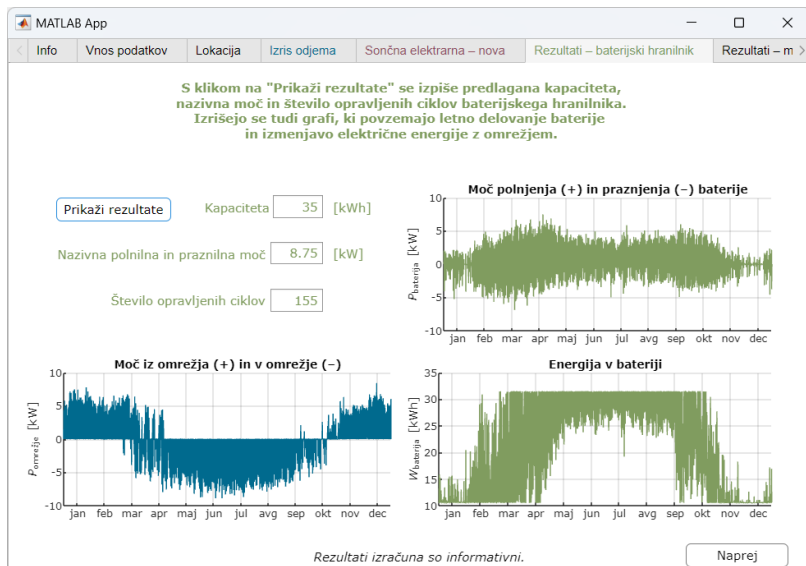 MATLAB App
Info Vnos podatkov Lokacija Izris odjema Sončna elektrarna – nova Rezultati – baterijski hranilnik Rezultati – m
S klikom na "Prikaži rezultate" se izpiše predlagana kapaciteta,
nazivna moč in število opravljenih ciklov baterijskega hranilnika.
Izrišejo se tudi grafi, ki povzemajo letno delovanje baterije
in izmenjavo električne energije z omrežjem.
Prikaži rezultate
Kapaciteta 35 [kWh]
Nazivna polnilna in praznilna moč 8.75 [kW]
Število opravljenih ciklov 155
Moč polnjenja (+) in praznjenja (–) baterije
10
5
0
-5
-10
P baterija [kW]
jan feb mar apr maj jun jul avg sep okt nov dec
Moč iz omrežja (+) in v omrežje (–)
10
5
0
-5
-10
P omrežje [kW]
jan feb mar apr maj jun jul avg sep okt nov dec
Energija v bateriji
35
30
25
20
15
10
W baterija [kWh]
jan feb mar apr maj jun jul avg sep okt nov dec
Rezultati izračuna so informativni.
Naprej